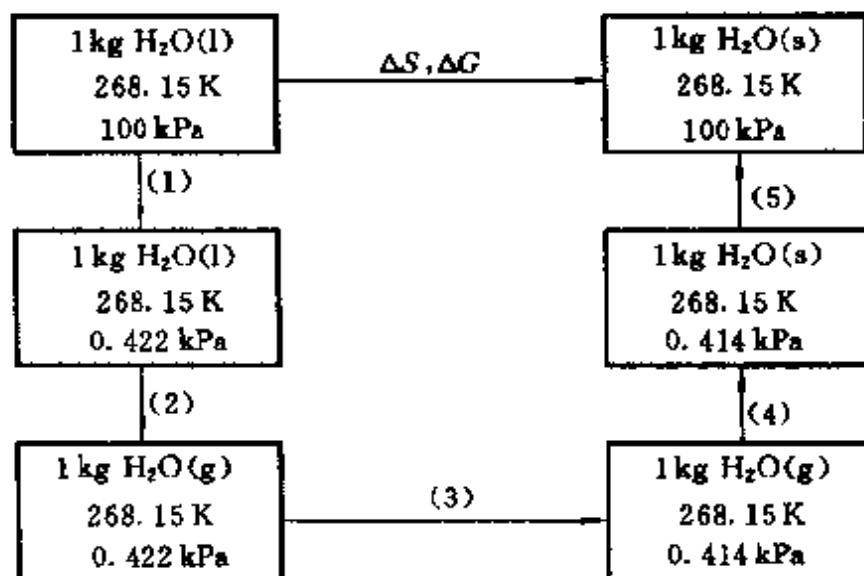 1 kg H₂O(l)
268.15 K
100 kPa
ΔS, ΔG
1 kg H₂O(s)
268.15 K
100 kPa
(1)
(5)
1 kg H₂O(l)
268.15 K
0.422 kPa
1 kg H₂O(s)
268.15 K
0.414 kPa
(2)
(4)
1 kg H₂O(g)
268.15 K
0.422 kPa
(3)
1 kg H₂O(g)
268.15 K
0.414 kPa